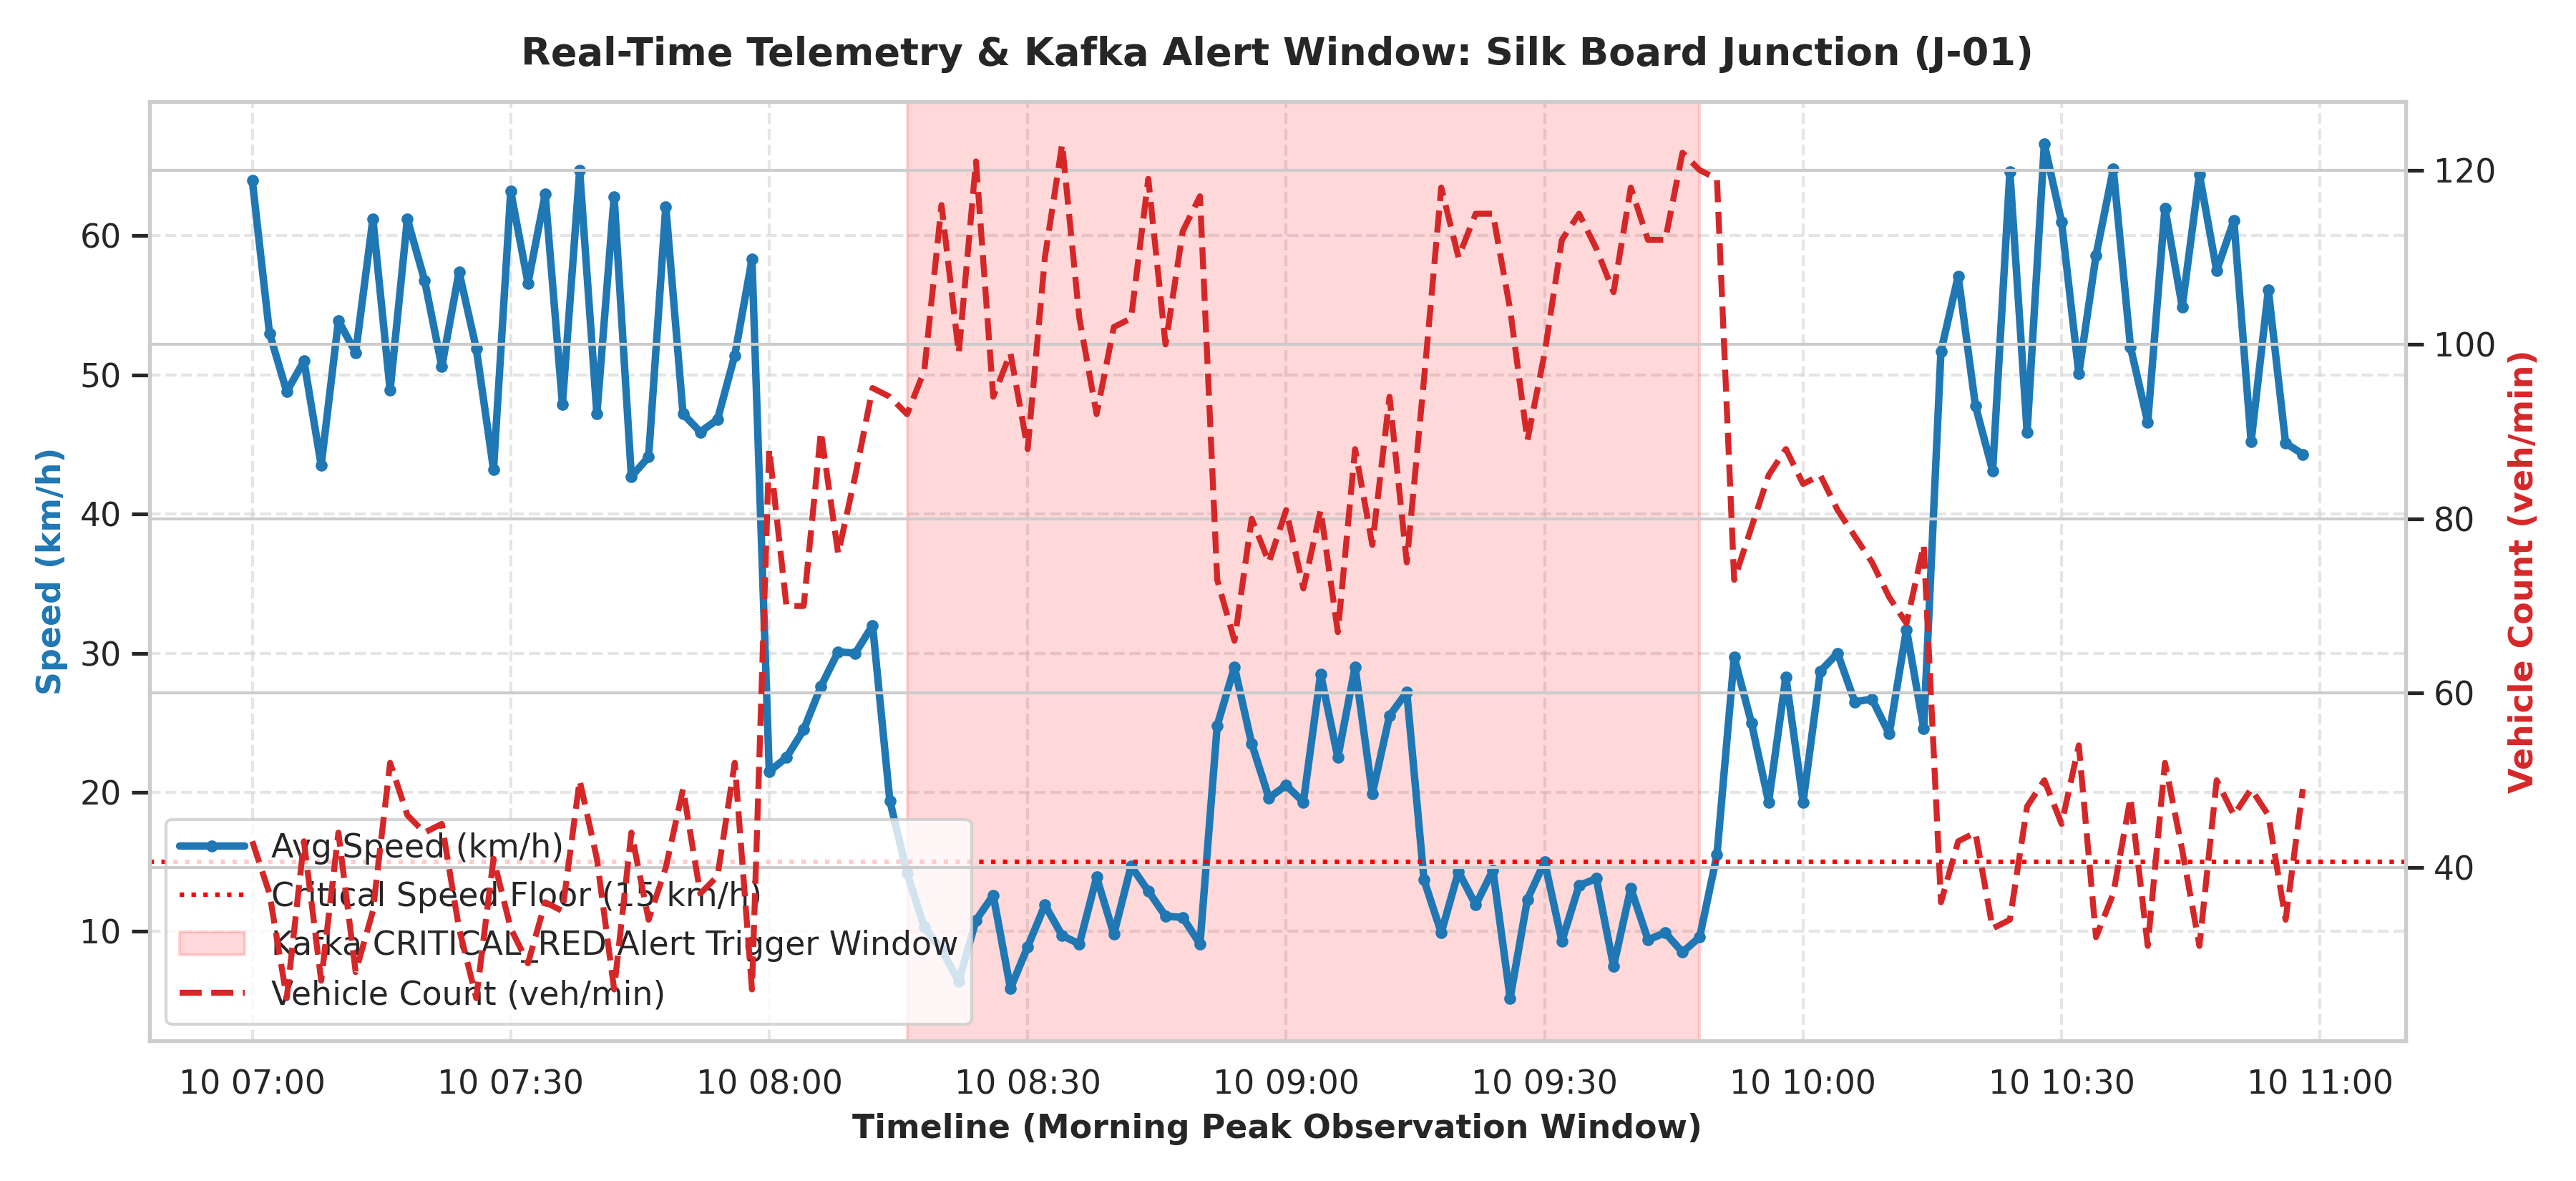 Real-Time Telemetry & Kafka Alert Window: Silk Board Junction (J-01)
Speed (km/h)
60
50
40
30
20
10
120
100
80
60
40
Vehicle Count (veh/min)
Avg Speed (km/h)
Critical Speed Floor (15 km/h)
Kafka CRITICAL_RED Alert Trigger Window
Vehicle Count (veh/min)
10 07:00 10 07:30 10 08:00 10 08:30 10 09:00 10 09:30 10 10:00 10 10:30 10 11:00
Timeline (Morning Peak Observation Window)